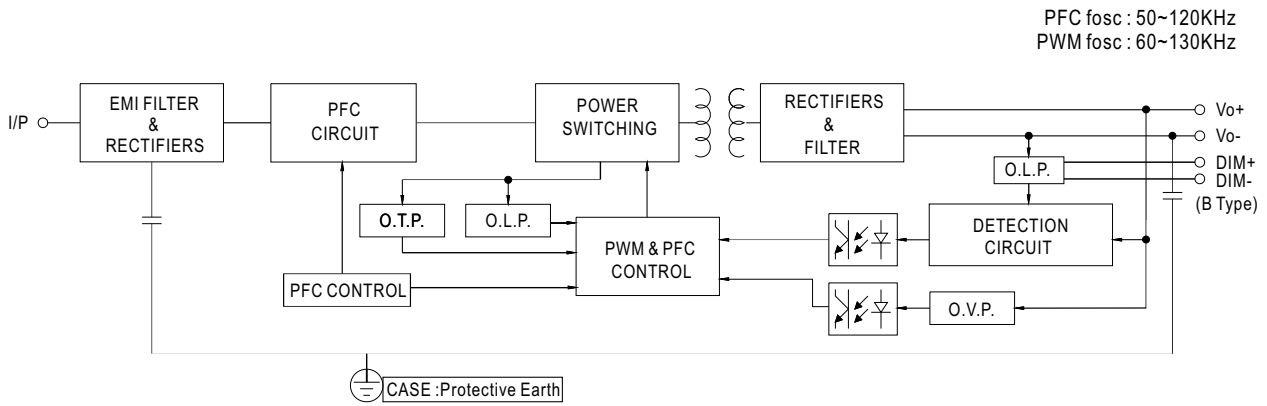 PFC fosc : 50~120KHz
PWM fosc : 60~130KHz
I/P
EMI FILTER
&
RECTIFIERS
PFC
CIRCUIT
POWER
SWITCHING
RECTIFIERS
&
FILTER
Vo+
Vo-
DIM+
DIM-
(B Type)
O.L.P.
O.T.P.
O.L.P.
PWM & PFC
CONTROL
DETECTION
CIRCUIT
PFC CONTROL
O.V.P.
CASE :Protective Earth